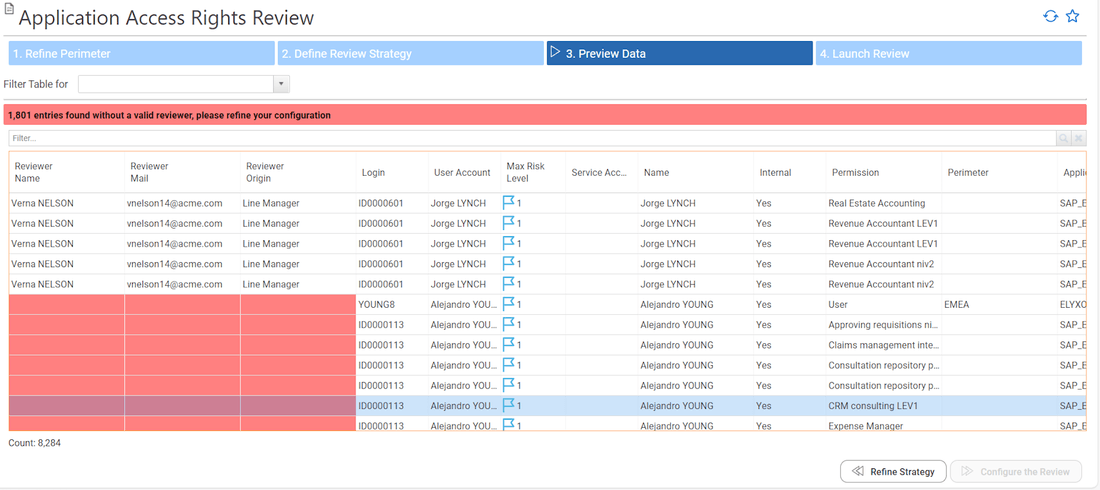 Application Access Rights Review
1. Refine Perimeter 2. Define Review Strategy 3. Preview Data 4. Launch Review
Filter Table for
1,801 entries found without a valid reviewer, please refine your configuration
Filter...
Reviewer Name Reviewer Mail Reviewer Origin Login User Account Max Risk Level Service Acc... Name Internal Permission Perimeter Applic
Verna NELSON vnelson14@acme.com Line Manager ID0000601 Jorge LYNCH 1 Jorge LYNCH Yes Real Estate Accounting SAP_E
Verna NELSON vnelson14@acme.com Line Manager ID0000601 Jorge LYNCH 1 Jorge LYNCH Yes Revenue Accountant LEV1 SAP_E
Verna NELSON vnelson14@acme.com Line Manager ID0000601 Jorge LYNCH 1 Jorge LYNCH Yes Revenue Accountant LEV1 SAP_E
Verna NELSON vnelson14@acme.com Line Manager ID0000601 Jorge LYNCH 1 Jorge LYNCH Yes Revenue Accountant niv2 SAP_E
Verna NELSON vnelson14@acme.com Line Manager ID0000601 Jorge LYNCH 1 Jorge LYNCH Yes Revenue Accountant niv2 SAP_E
YOUNG8 Alejandro YOU... 1 Alejandro YOUNG Yes User EMEA ELYXO
ID0000113 Alejandro YOU... 1 Alejandro YOUNG Yes Approving requisitions ni... SAP_E
ID0000113 Alejandro YOU... 1 Alejandro YOUNG Yes Claims management inte... SAP_E
ID0000113 Alejandro YOU... 1 Alejandro YOUNG Yes Consultation repository p... SAP_E
ID0000113 Alejandro YOU... 1 Alejandro YOUNG Yes Consultation repository p... SAP_E
ID0000113 Alejandro YOU... 1 Alejandro YOUNG Yes CRM consulting LEV1 SAP_E
ID0000113 Alejandro YOU... 1 Alejandro YOUNG Yes Expense Manager SAP_E
Count: 8,284
Refine Strategy Configure the Review